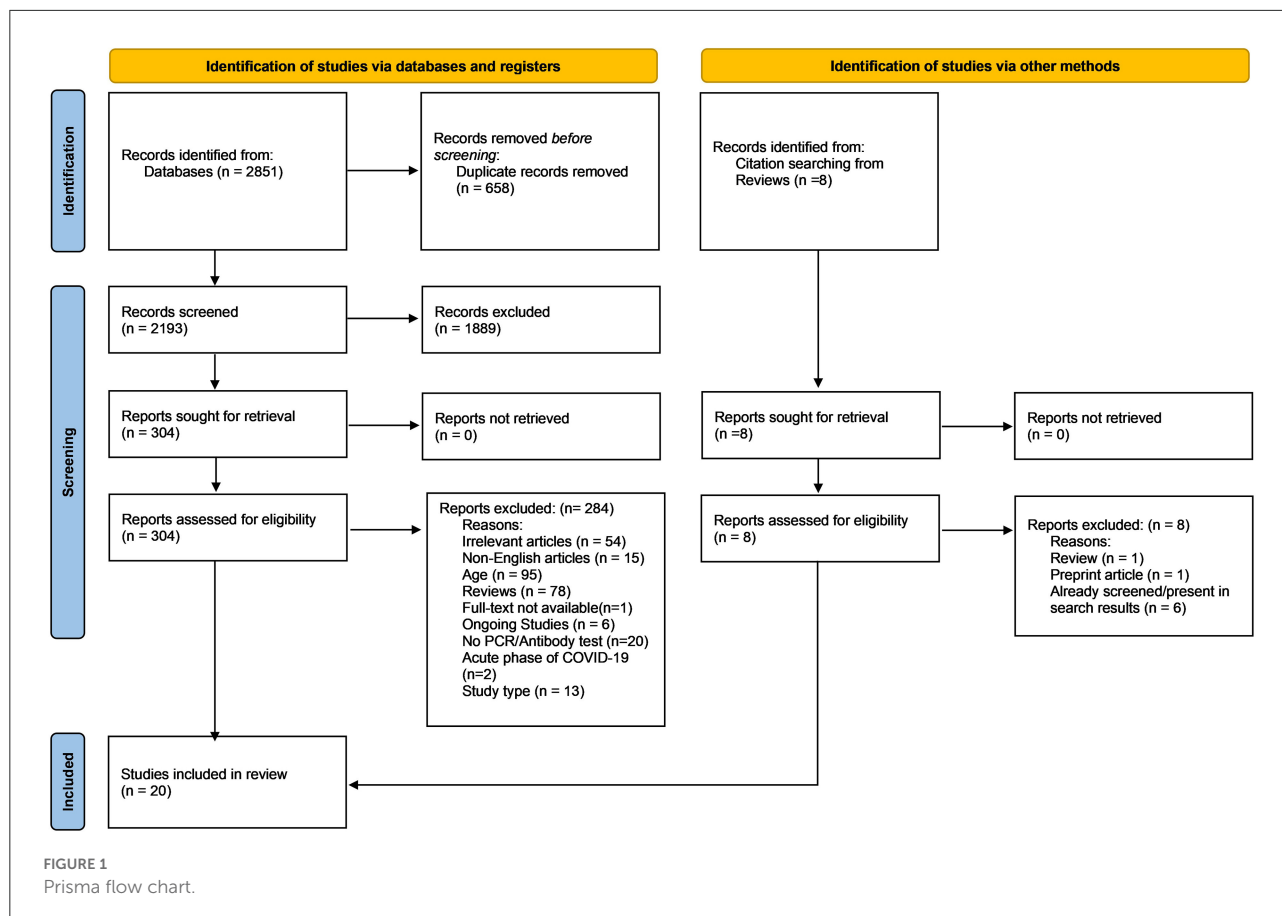 Identification of studies via databases and registers
Identification of studies via other methods
Identification
Records identified from:
Databases (n = 2851)
Records removed before
screening:
Duplicate records removed
(n = 658)
Records identified from:
Citation searching from
Reviews (n =8)
Screening
Records screened
(n = 2193)
Records excluded
(n = 1889)
Reports sought for retrieval
(n = 304)
Reports not retrieved
(n = 0)
Reports sought for retrieval
(n =8)
Reports not retrieved
(n = 0)
Reports assessed for eligibility
(n = 304)
Reports excluded: (n= 284)
Reasons:
Irrelevant articles (n = 54)
Non-English articles (n = 15)
Age (n = 95)
Reviews (n = 78)
Full-text not available(n=1)
Ongoing Studies (n = 6)
No PCR/Antibody test (n=20)
Acute phase of COVID-19
(n=2)
Study type (n = 13)
Reports assessed for eligibility
(n = 8)
Reports excluded: (n = 8)
Reasons:
Review (n = 1)
Preprint article (n = 1)
Already screened/present in
search results (n = 6)
Included
Studies included in review
(n = 20)
FIGURE 1
Prisma flow chart.